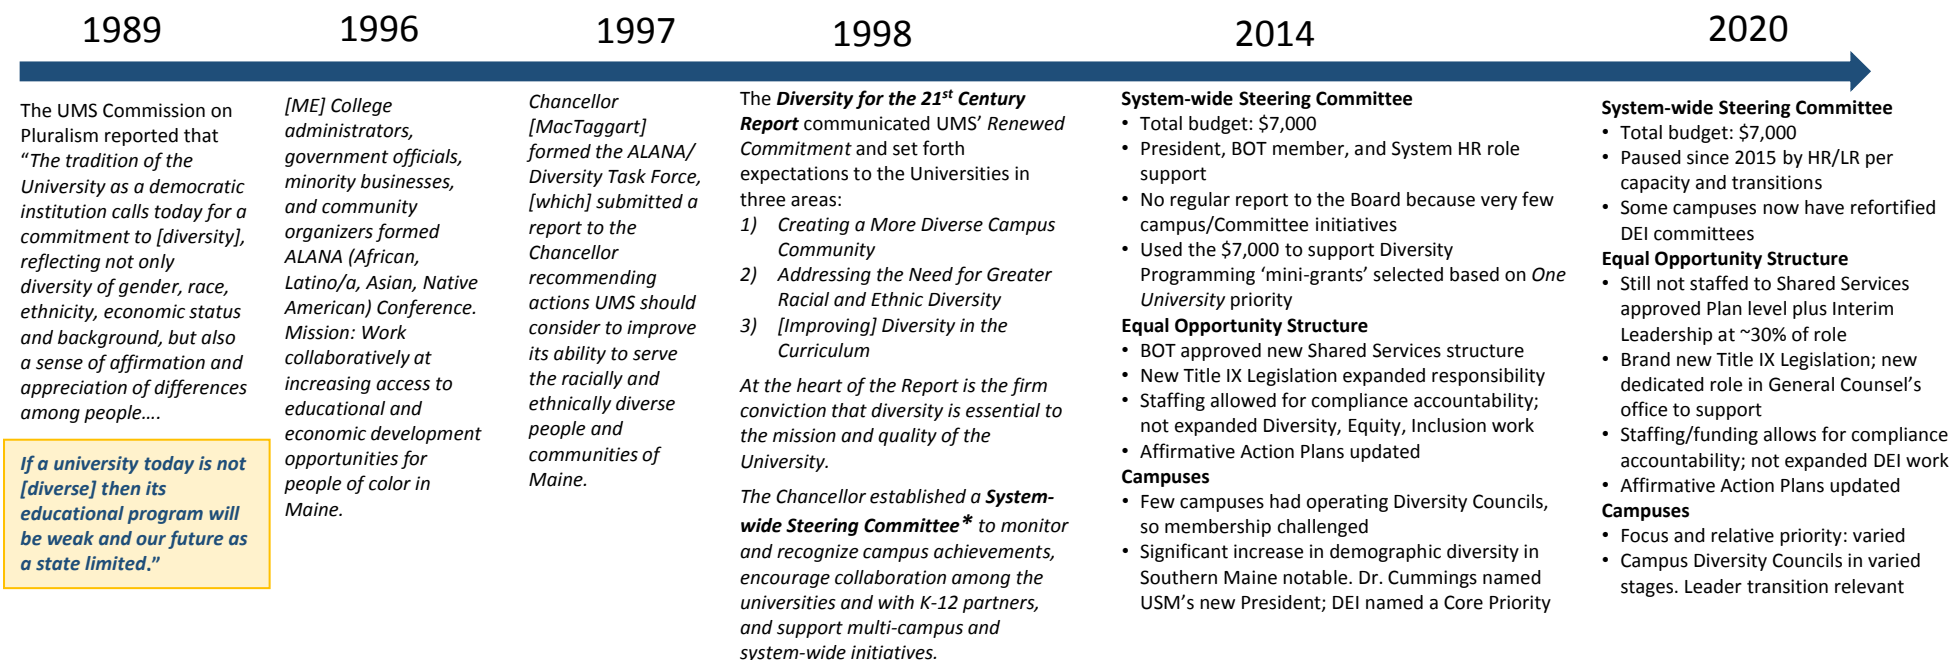 1989
The UMS Commission on
Pluralism reported that
“The tradition of the
University as a democratic
institution calls today for a
commitment to [diversity],
reflecting not only
diversity of gender, race,
ethnicity, economic status
and background, but also
a sense of affirmation and
appreciation of differences
among people….
If a university today is not
[diverse] then its
educational program will
be weak and our future as
a state limited.”
1996
[ME] College
administrators,
government officials,
minority businesses,
and community
organizers formed
ALANA (African,
Latino/a, Asian, Native
American) Conference.
Mission: Work
collaboratively at
increasing access to
educational and
economic development
opportunities for
people of color in
Maine.
1997
Chancellor
[MacTaggart]
formed the ALANA/
Diversity Task Force,
[which] submitted a
report to the
Chancellor
recommending
actions UMS should
consider to improve
its ability to serve
the racially and
ethnically diverse
people and
communities of
Maine.
1998
The Diversity for the 21st Century
Report communicated UMS’ Renewed
Commitment and set forth
expectations to the Universities in
three areas:
1) Creating a More Diverse Campus
Community
2) Addressing the Need for Greater
Racial and Ethnic Diversity
3) [Improving] Diversity in the
Curriculum
At the heart of the Report is the firm
conviction that diversity is essential to
the mission and quality of the
University.
The Chancellor established a System-
wide Steering Committee* to monitor
and recognize campus achievements,
encourage collaboration among the
universities and with K-12 partners,
and support multi-campus and
system-wide initiatives.
2014
System-wide Steering Committee
• Total budget: $7,000
• President, BOT member, and System HR role
support
• No regular report to the Board because very few
campus/Committee initiatives
• Used the $7,000 to support Diversity
Programming ‘mini-grants’ selected based on One
University priority
Equal Opportunity Structure
• BOT approved new Shared Services structure
• New Title IX Legislation expanded responsibility
• Staffing allowed for compliance accountability;
not expanded Diversity, Equity, Inclusion work
• Affirmative Action Plans updated
Campuses
• Few campuses had operating Diversity Councils,
so membership challenged
• Significant increase in demographic diversity in
Southern Maine notable. Dr. Cummings named
USM’s new President; DEI named a Core Priority
2020
System-wide Steering Committee
• Total budget: $7,000
• Paused since 2015 by HR/LR per
capacity and transitions
• Some campuses now have refortified
DEI committees
Equal Opportunity Structure
• Still not staffed to Shared Services
approved Plan level plus Interim
Leadership at ~30% of role
• Brand new Title IX Legislation; new
dedicated role in General Counsel’s
office to support
• Staffing/funding allows for compliance
accountability; not expanded DEI work
• Affirmative Action Plans updated
Campuses
• Focus and relative priority: varied
• Campus Diversity Councils in varied
stages. Leader transition relevant